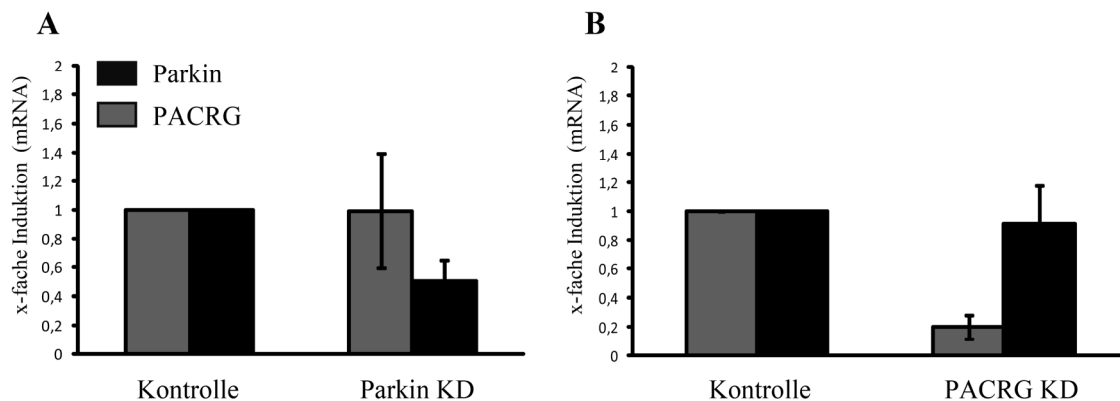 A
x-fache Induktion (mRNA)
2
1,8
1,6
1,4
1,2
1
0,8
0,6
0,4
0,2
0
Parkin
PACRG
Kontrolle
Parkin KD
B
x-fache Induktion (mRNA)
2
1,8
1,6
1,4
1,2
1
0,8
0,6
0,4
0,2
0
Kontrolle
PACRG KD